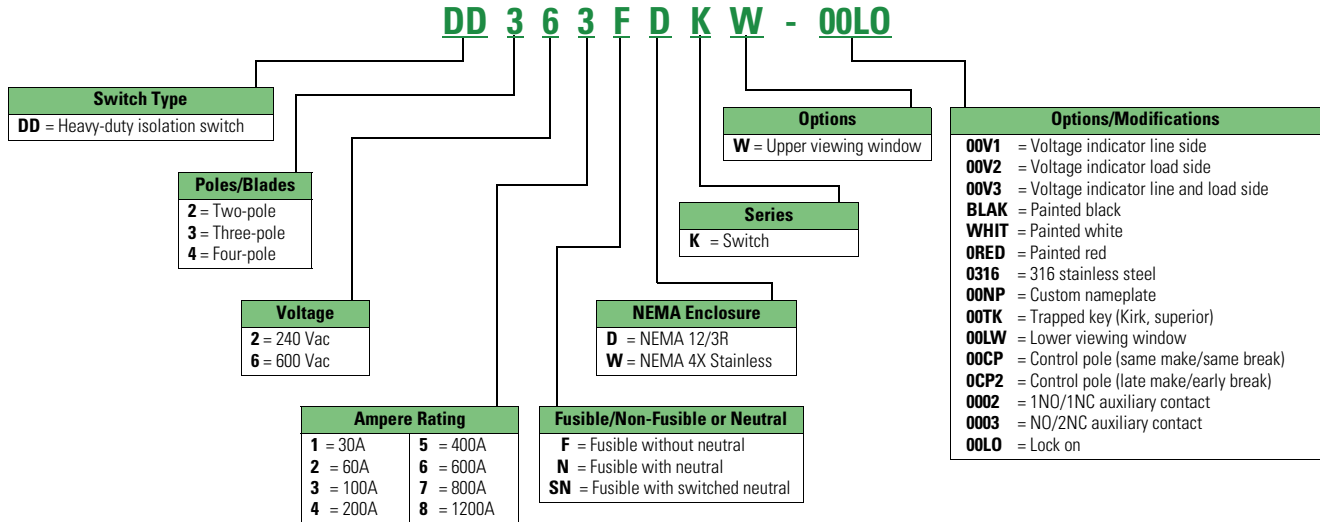 DD 3 6 3 F D K W - 00LO
Switch Type
DD = Heavy-duty isolation switch
Poles/Blades
2 = Two-pole
3 = Three-pole
4 = Four-pole
Voltage
2 = 240 Vac
6 = 600 Vac
Ampere Rating
1 = 30A
2 = 60A
3 = 100A
4 = 200A
5 = 400A
6 = 600A
7 = 800A
8 = 1200A
Fusible/Non-Fusible or Neutral
F = Fusible without neutral
N = Fusible with neutral
SN = Fusible with switched neutral
NEMA Enclosure
D = NEMA 12/3R
W = NEMA 4X Stainless
Series
K = Switch
Options
W = Upper viewing window
Options/Modifications
00V1 = Voltage indicator line side
00V2 = Voltage indicator load side
00V3 = Voltage indicator line and load side
BLAK = Painted black
WHIT = Painted white
0RED = Painted red
0316 = 316 stainless steel
00NP = Custom nameplate
00TK = Trapped key (Kirk, superior)
00LW = Lower viewing window
00CP = Control pole (same make/same break)
0CP2 = Control pole (late make/early break)
0002 = 1NO/1NC auxiliary contact
0003 = NO/2NC auxiliary contact
00LO = Lock on